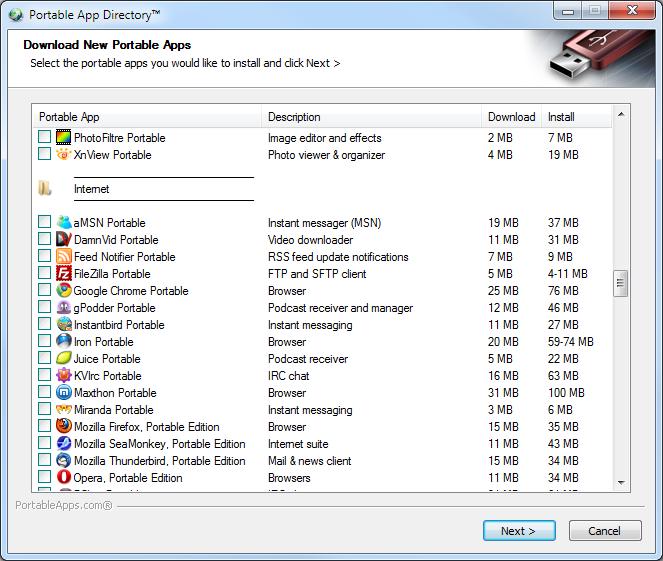 Portable App Directory™
Download New Portable Apps
Select the portable apps you would like to install and click Next >
Portable App Description Download Install
PhotoFiltre Portable Image editor and effects 2 MB 7 MB
XnView Portable Photo viewer & organizer 4 MB 19 MB
Internet
aMSN Portable Instant messager (MSN) 19 MB 37 MB
DamnVid Portable Video downloader 11 MB 31 MB
Feed Notifier Portable RSS feed update notifications 7 MB 9 MB
FileZilla Portable FTP and SFTP client 5 MB 4-11 MB
Google Chrome Portable Browser 25 MB 76 MB
gPodder Portable Podcast receiver and manager 12 MB 46 MB
Instantbird Portable Instant messaging 11 MB 27 MB
Iron Portable Browser 20 MB 59-74 MB
Juice Portable Podcast receiver 5 MB 22 MB
KVIrc Portable IRC chat 16 MB 63 MB
Maxthon Portable Browser 31 MB 100 MB
Miranda Portable Instant messaging 3 MB 6 MB
Mozilla Firefox, Portable Edition Browser 15 MB 35 MB
Mozilla SeaMonkey, Portable Edition Internet suite 11 MB 43 MB
Mozilla Thunderbird, Portable Edition Mail & news client 15 MB 34 MB
Opera, Portable Edition Browsers 11 MB 34 MB
PortableApps.com®
Next > Cancel